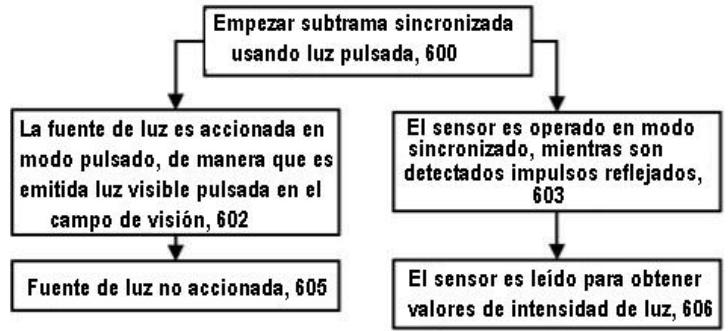 Empezar subtrama sincronizada
usando luz pulsada, 600
La fuente de luz es accionada en
modo pulsado, de manera que es
emitida luz visible pulsada en el
campo de visión, 602
El sensor es operado en modo
sincronizado, mientras son
detectados impulsos reflejados,
603
Fuente de luz no accionada, 605
El sensor es leído para obtener
valores de intensidad de luz, 606